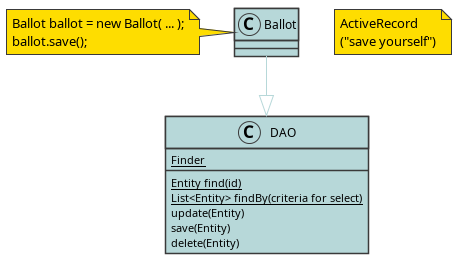 Ballot ballot = new Ballot( ... );
ballot.save();
C Ballot
ActiveRecord
("save yourself")
C DAO
Finder
Entity find(id)
List<Entity> findBy(criteria for select)
update(Entity)
save(Entity)
delete(Entity)